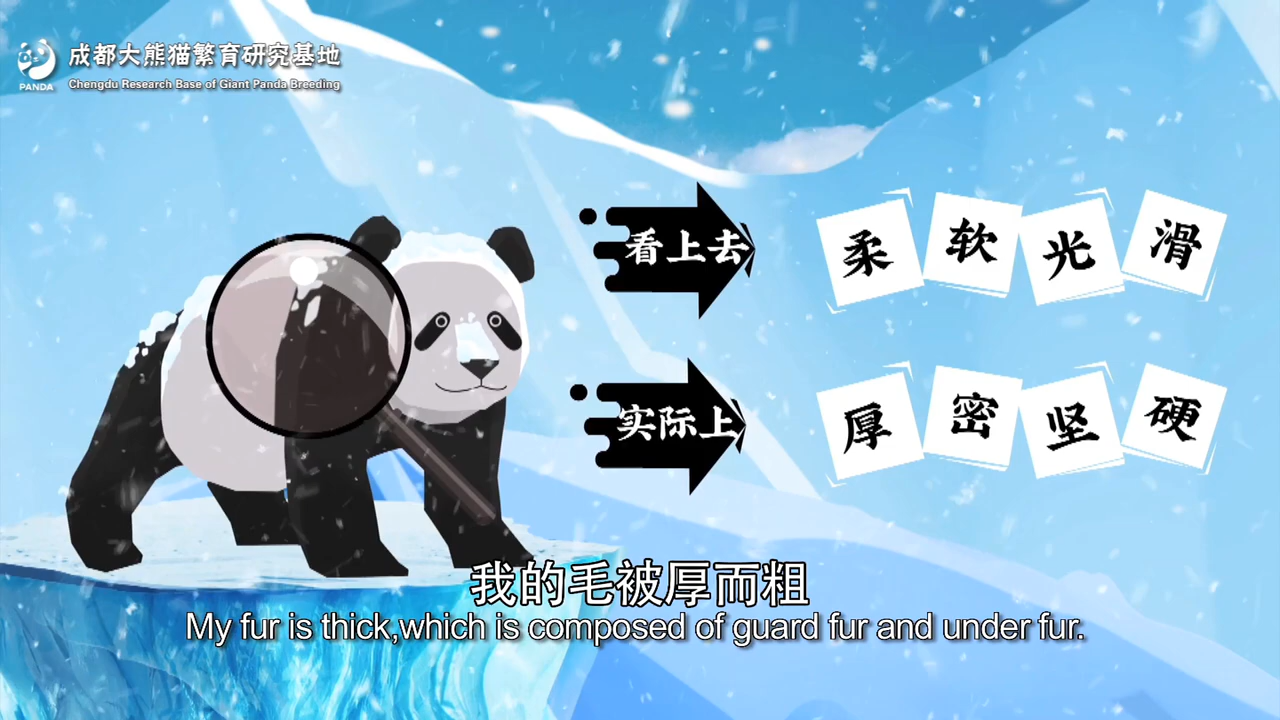 成都大熊猫繁育研究基地
PANDA
Chengdu Research Base of Giant Panda Breeding
看上去
柔软光滑
实际上
厚密坚硬
我的毛被厚而粗
My fur is thick,which is composed of guard fur and under fur.